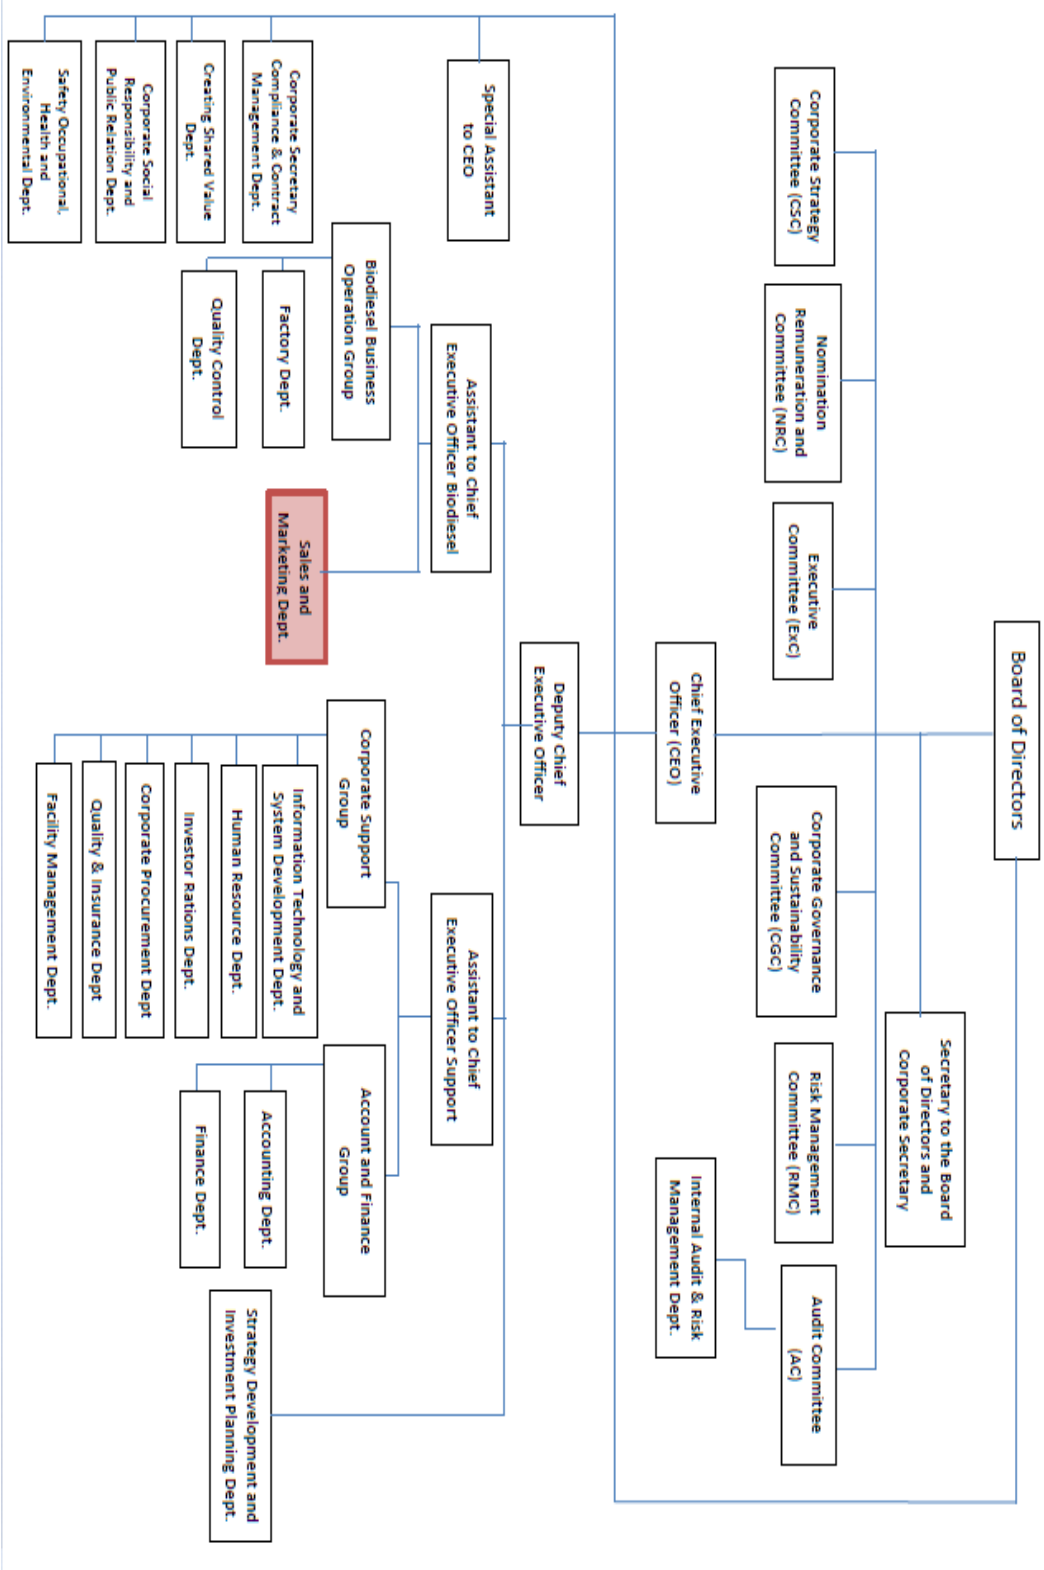 Board of Directors
Secretary to the Board
of Directors and
Corporate Secretary
Corporate Strategy
Committee (CSC)
Nomination
Remuneration and
Committee (NRC)
Executive
Committee (ExC)
Corporate Governance
and Sustainability
Committee (CGC)
Risk Management
Committee (RMC)
Audit Committee
(AC)
Chief Executive
Officer (CEO)
Internal Audit & Risk
Management Dept.
Deputy Chief
Executive Officer
Special Assistant
to CEO
Assistant to Chief
Executive Officer Biodiesel
Assistant to Chief
Executive Officer Support
Biodiesel Business
Operation Group
Corporate Support
Group
Account and Finance
Group
Corporate Secretary
Compliance & Contract
Management Dept.
Factory Dept.
Sales and
Marketing Dept.
Information Technology and
System Development Dept.
Accounting Dept.
Strategy Development and
Investment Planning Dept.
Creating Shared Value
Dept.
Quality Control
Dept.
Human Resource Dept.
Finance Dept.
Investor Rations Dept.
Corporate Social
Responsibility and
Public Relation Dept.
Corporate Procurement Dept
Quality & Insurance Dept
Safety Occupational,
Health and
Environmental Dept.
Facility Management Dept.